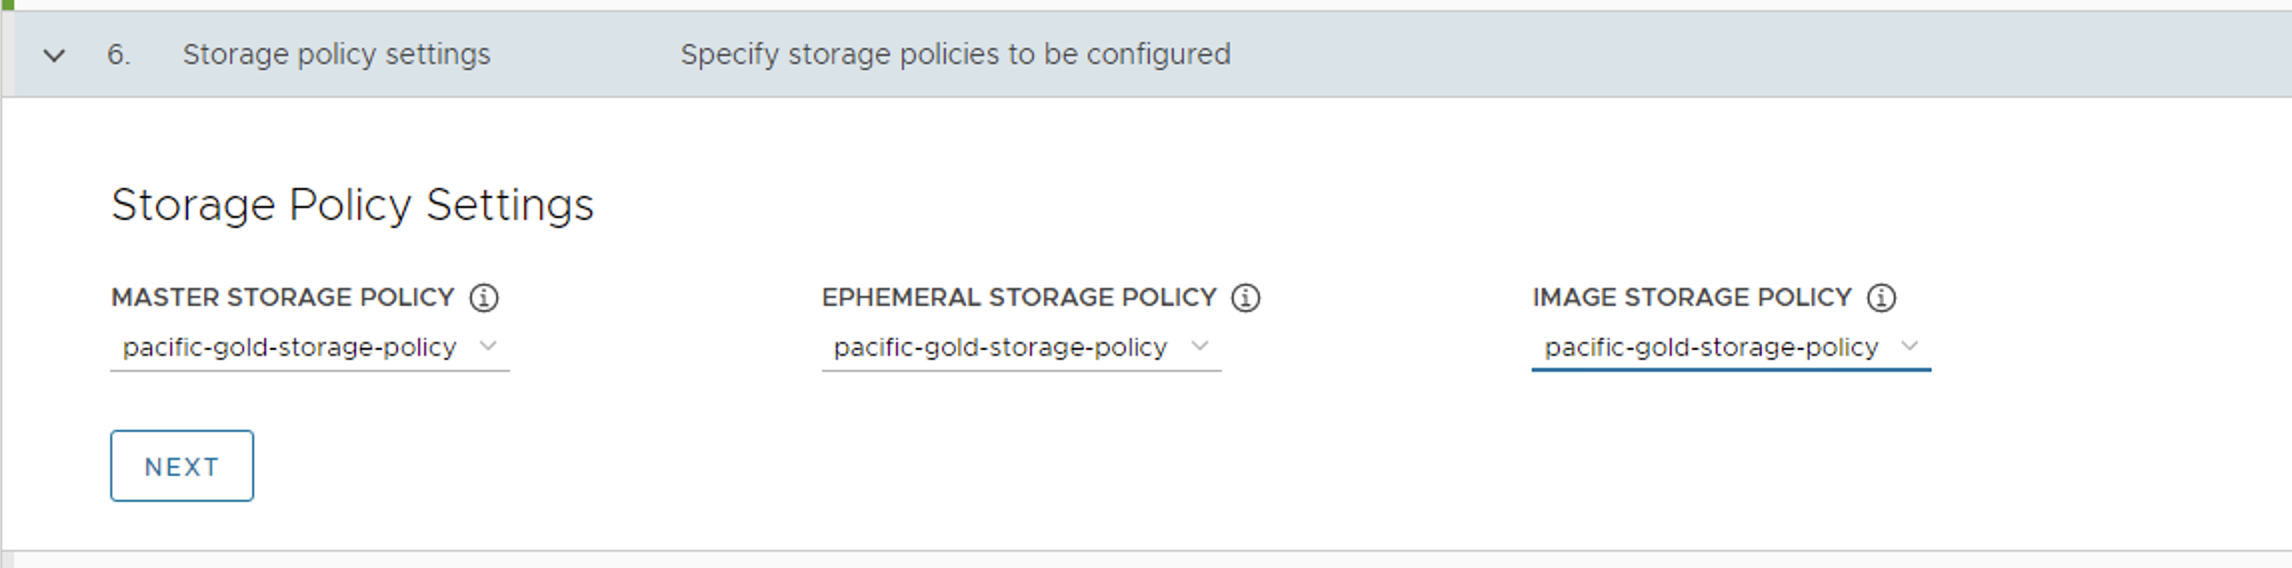 6. Storage policy settings Specify storage policies to be configured
Storage Policy Settings
MASTER STORAGE POLICY EPHEMERAL STORAGE POLICY IMAGE STORAGE POLICY
pacific-gold-storage-policy pacific-gold-storage-policy pacific-gold-storage-policy
NEXT